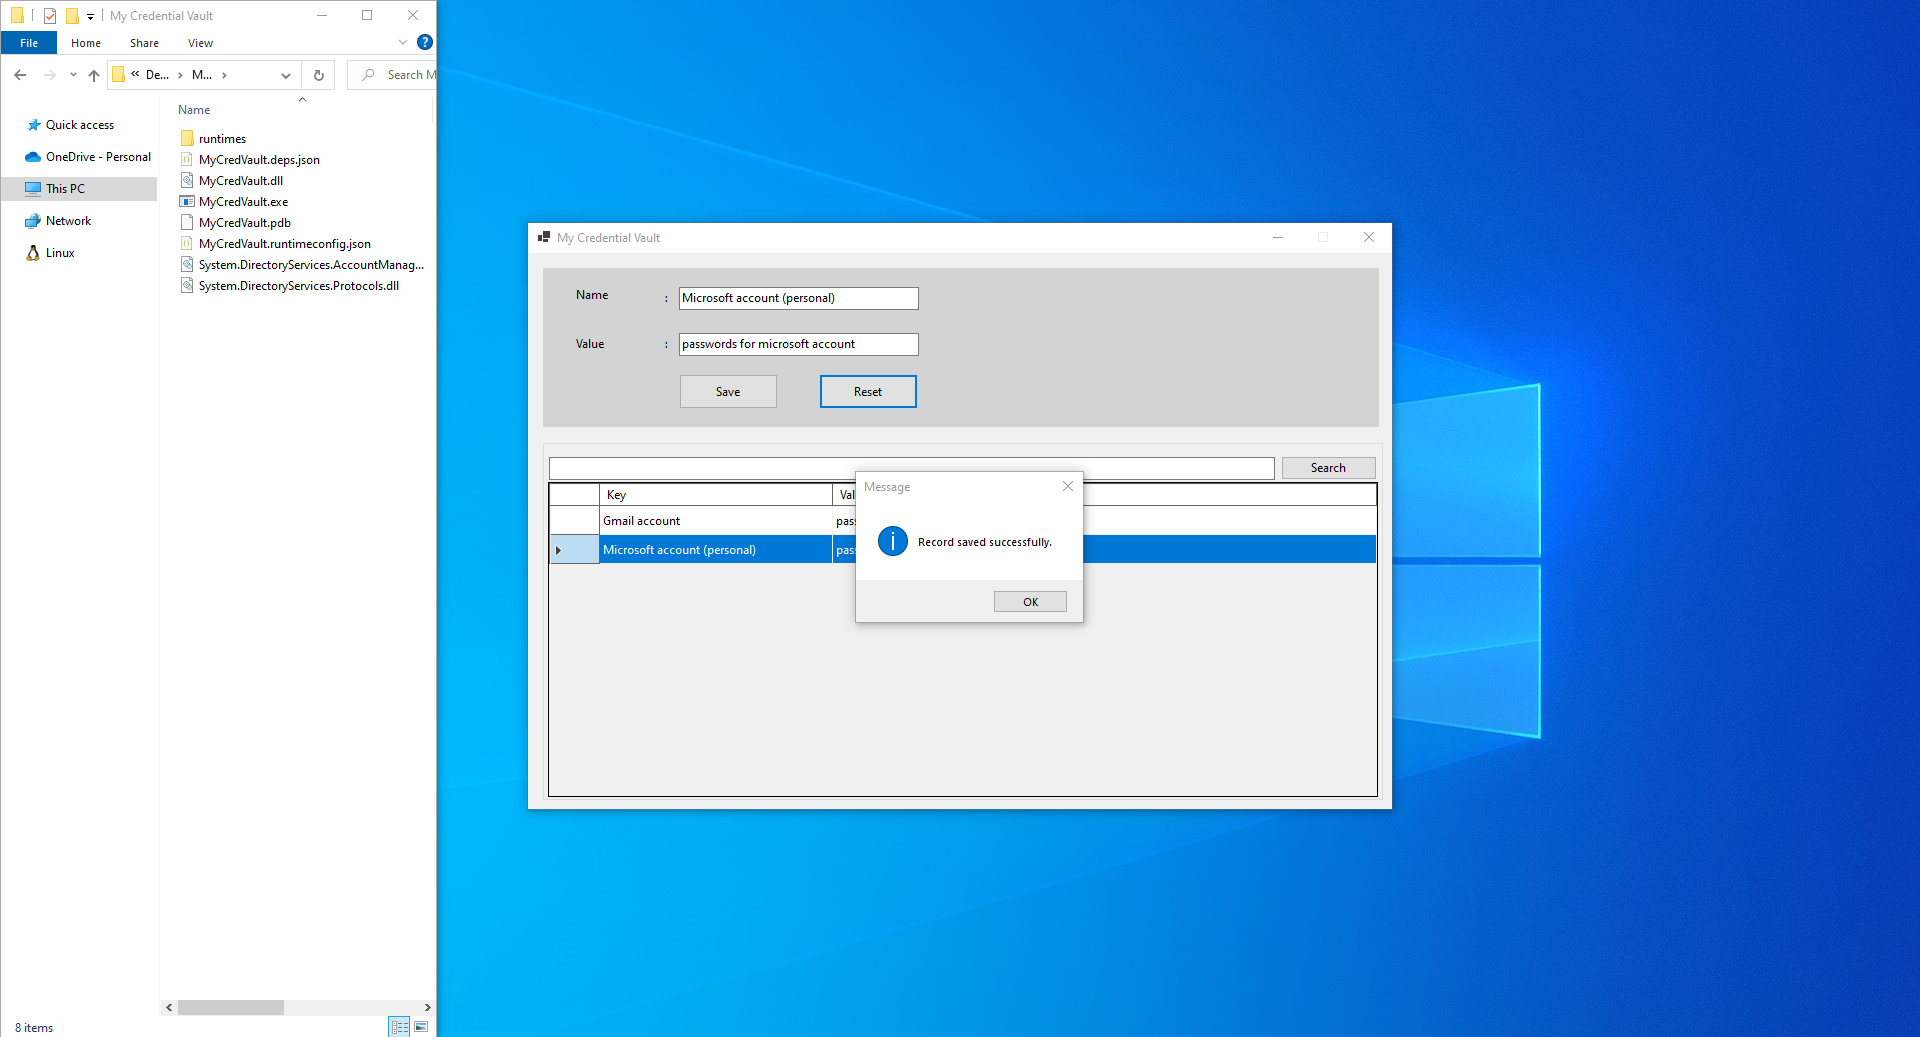 My Credential Vault
File Home Share View
« De... › M... › Search M
Name
Quick access
OneDrive - Personal
This PC
Network
Linux
runtimes
MyCredVault.deps.json
MyCredVault.dll
MyCredVault.exe
MyCredVault.pdb
MyCredVault.runtimeconfig.json
System.DirectoryServices.AccountManag...
System.DirectoryServices.Protocols.dll
8 items
My Credential Vault
Name : Microsoft account (personal)
Value : passwords for microsoft account
Save Reset
Search
Key Val
Gmail account pass
Microsoft account (personal) pass
Message
Record saved successfully.
OK